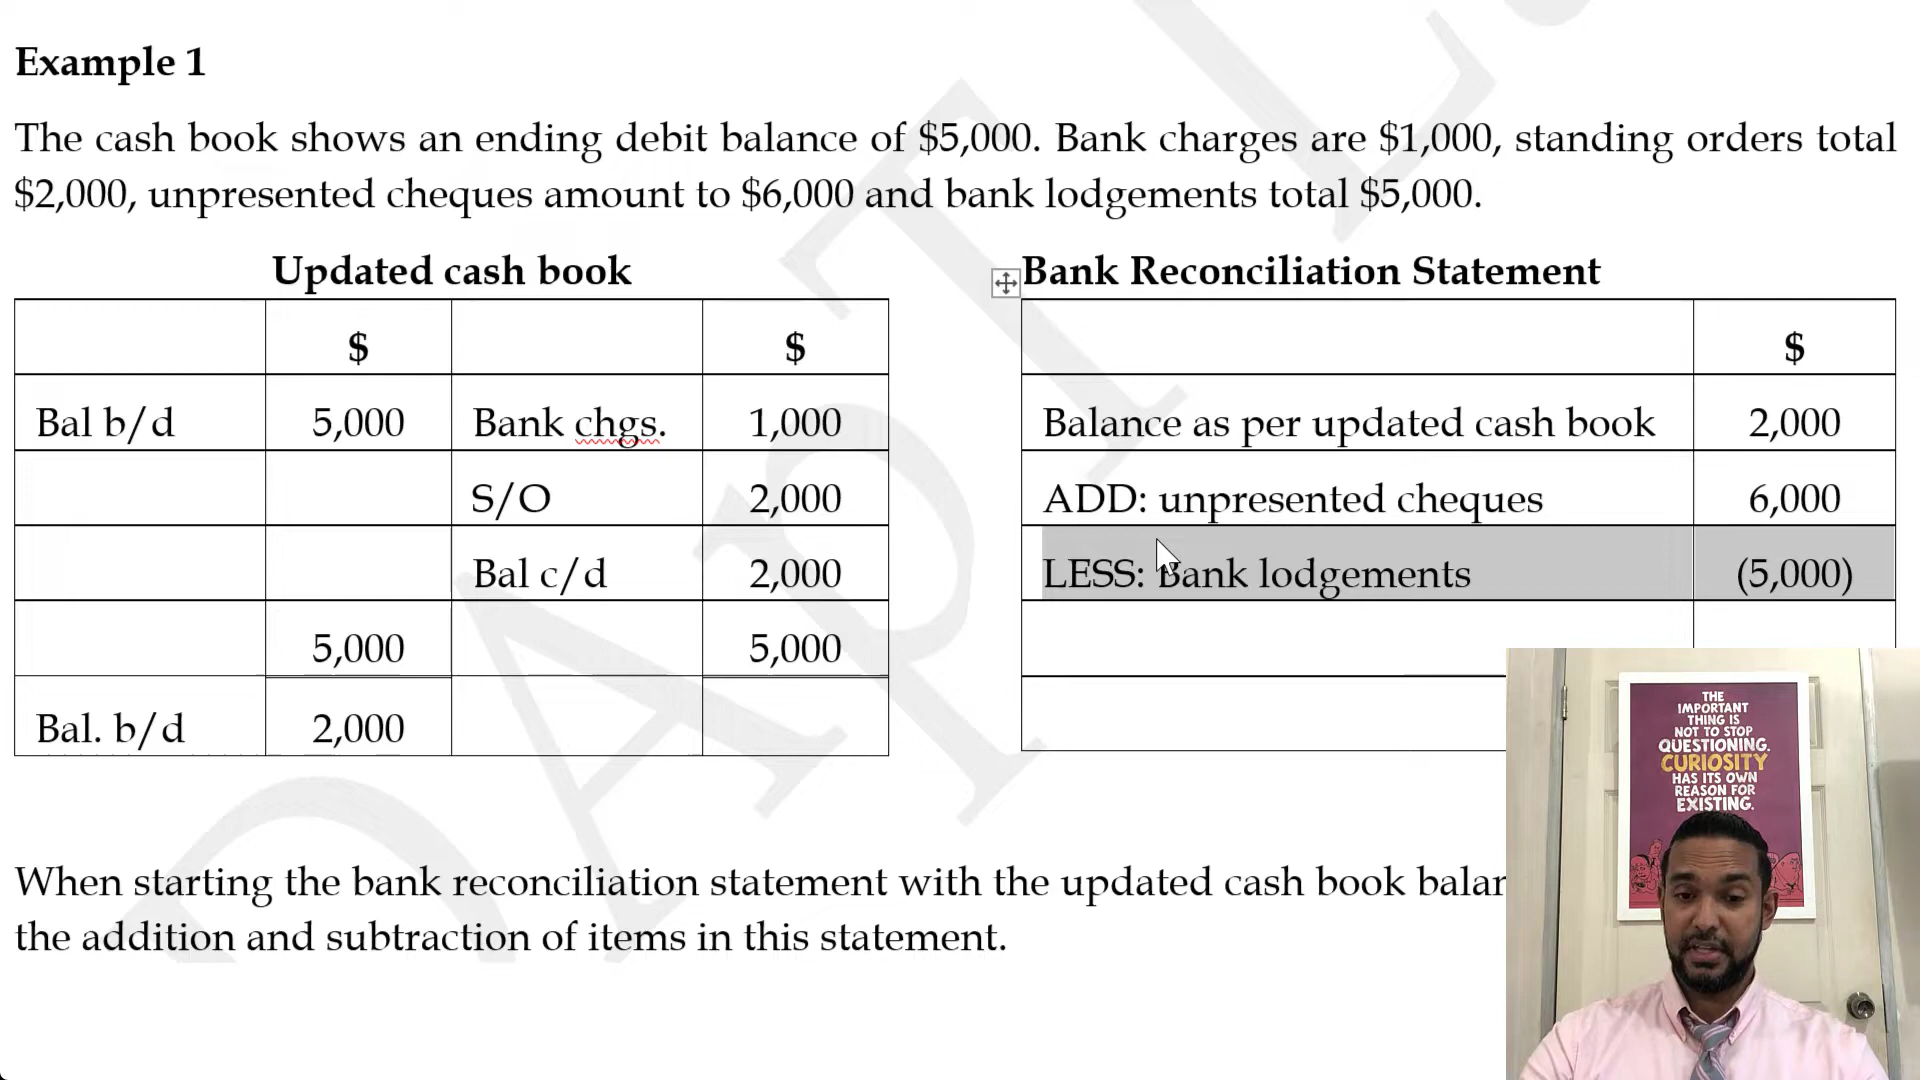 Example 1
The cash book shows an ending debit balance of $5,000. Bank charges are $1,000, standing orders total
$2,000, unpresented cheques amount to $6,000 and bank lodgements total $5,000.
Updated cash book
$ $
Bal b/d 5,000 Bank chgs. 1,000
S/O 2,000
Bal c/d 2,000
5,000 5,000
Bal. b/d 2,000
Bank Reconciliation Statement
$
Balance as per updated cash book 2,000
ADD: unpresented cheques 6,000
LESS: Bank lodgements (5,000)
When starting the bank reconciliation statement with the updated cash book
the addition and subtraction of items in this statement.
THE
IMPORTANT
THING IS
NOT TO STOP
QUESTIONING.
CURIOSITY
HAS ITS OWN
REASON FOR
EXISTING.